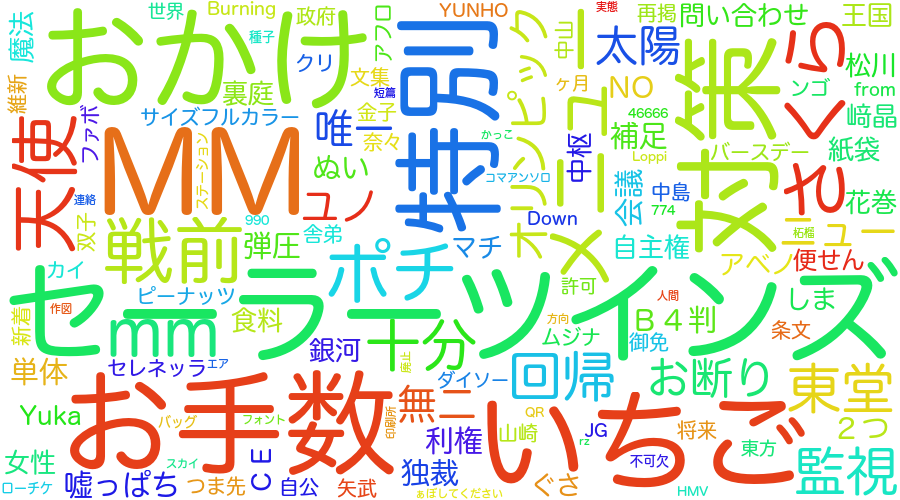 魔法
世界
Burning
政府
アフロ
YUNHO
実態
再掲
問い合わせ
王国
おかけ
種子
特別
オリンピック
中山
太陽
対策
さくら
松川
維新
クリ
文集
短篇
ヶ月
NO
ンゴ
from
裏庭
サイズフルカラー
金子
唯一
46666
補足
﨑晶
天使
ファボ
MM
ステーション
奈々
かっこ
中枢
Loppi
バースデー
紙袋
ぬい
コマアンソロ
メニュー
連絡
ユノ
会議
中島
774
花巻
双子
990
舎弟
Down
柘榴
ニュー
戦前
弾圧
ポチ
マチ
自主権
アベノ
便せん
カイ
ピーナッツ
許可
人間
しま
セーラーツインズ
作図
新着
mm
食料
十分
方向
ムジナ
B4判
御免
条文
銀河
廃止
単体
セレネッラ
エア
ダイソー
回帰
お断り
東堂
お手数
無二
いちご
Yuka
バッグ
フォント
印刷所
利権
山崎
QR
JG
rz
将来
2つ
東方
女性
スカイ
CE
独裁
不可欠
監視
ローチケ
嘘っぱち
つま先
自公
矢武
ぁぼしてください
ぐさ
HMV